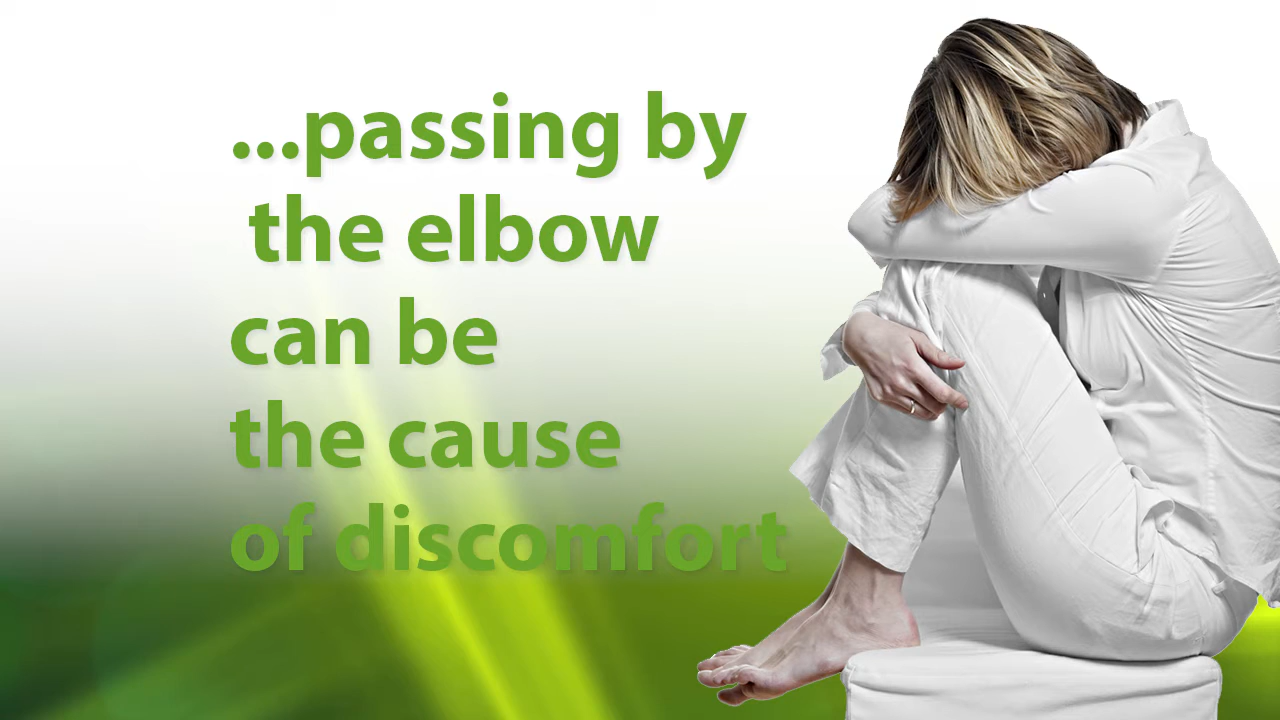 ...passing by
the elbow
can be
the cause
of discomfort